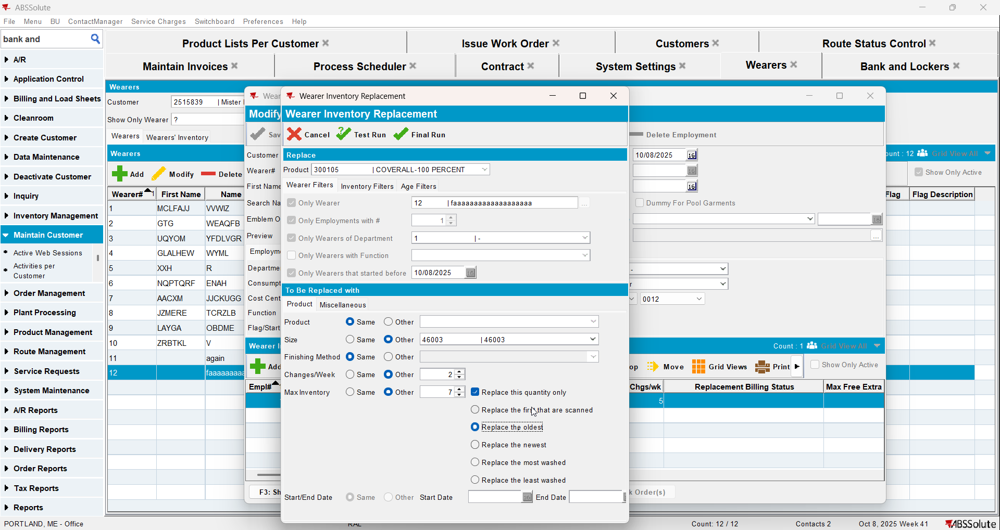 ABSSolute
File Menu BU ContactManager Service Charges Switchboard Preferences Help
bank and
Product Lists Per Customer
Issue Work Order
Customers
Route Status Control
Maintain Invoices
Process Scheduler
Contract
System Settings
Wearers
Bank and Lockers
A/R
Application Control
Billing and Load Sheets
Cleanroom
Create Customer
Data Maintenance
Deactivate Customer
Inquiry
Inventory Management
Maintain Customer
Active Web Sessions
Activities per
Customer
Order Management
Plant Processing
Product Management
Route Management
Service Requests
System Maintenance
A/R Reports
Billing Reports
Delivery Reports
Order Reports
Tax Reports
Reports
Wearers
Customer 2515839 | Mister
Show Only Wearer ?
Wearers Wearers' Inventory
Wearers
Add Modify Delete
Wearer# 1 First Name Name
1 MCLFAJJ VVWIZ
2 GTG WEAQFB
3 UQYOM YFDLVGR
4 GLALHEW WYML
5 XXH R
6 NQPTQRF ENAH
7 AACXM JJCKUGG
8 JZMERE TCRZLB
9 LAYGA OBDME
10 ZRBTKL V
11 again
12 faaaaaaaa
Wear
Modify
Sav
Customer
Wearer#
First Name
Search Na
Emblem O
Preview
Employm
Departme
Consumpt
Cost Cent
Function
Flag/Start
Wearer I
Add
Empl#
F3: Sh
Wearer Inventory Replacement
Wearer Inventory Replacement
Cancel Test Run Final Run
Replace
Product 300105 | COVERALL-100 PERCENT
Wearer Filters Inventory Filters Age Filters
Only Wearer 12 | faaaaaaaaaaaaaaaaaaa
Only Employments with # 1
Only Wearers of Department 1 | -
Only Wearers with Function
Only Wearers that started before 10/08/2025 16
To Be Replaced with
Product Miscellaneous
Product Same Other
Size Same Other 46003 | 46003
Finishing Method Same Other
Changes/Week Same Other 2
Max Inventory Same Other 7 Replace this quantity only
Replace the first that are scanned
Replace the oldest
Replace the newest
Replace the most washed
Replace the least washed
Start/End Date Same Other Start Date 16 End Date
Delete Employment
10/08/2025 16
16
16
Dummy For Pool Garments
16
...
-
r
0012
Count : 1 Grid View All
op Move Grid Views Print Show Only Active
Chgs/wk Replacement Billing Status Max Free Extra
5
k Order(s)
ount : 12 Grid View All
Show Only Active
Flag Flag Description
PORTLAND, ME - Office RAL Count: 12 / 12 Contacts 2 Oct 8, 2025 Week 41 ABSSolute